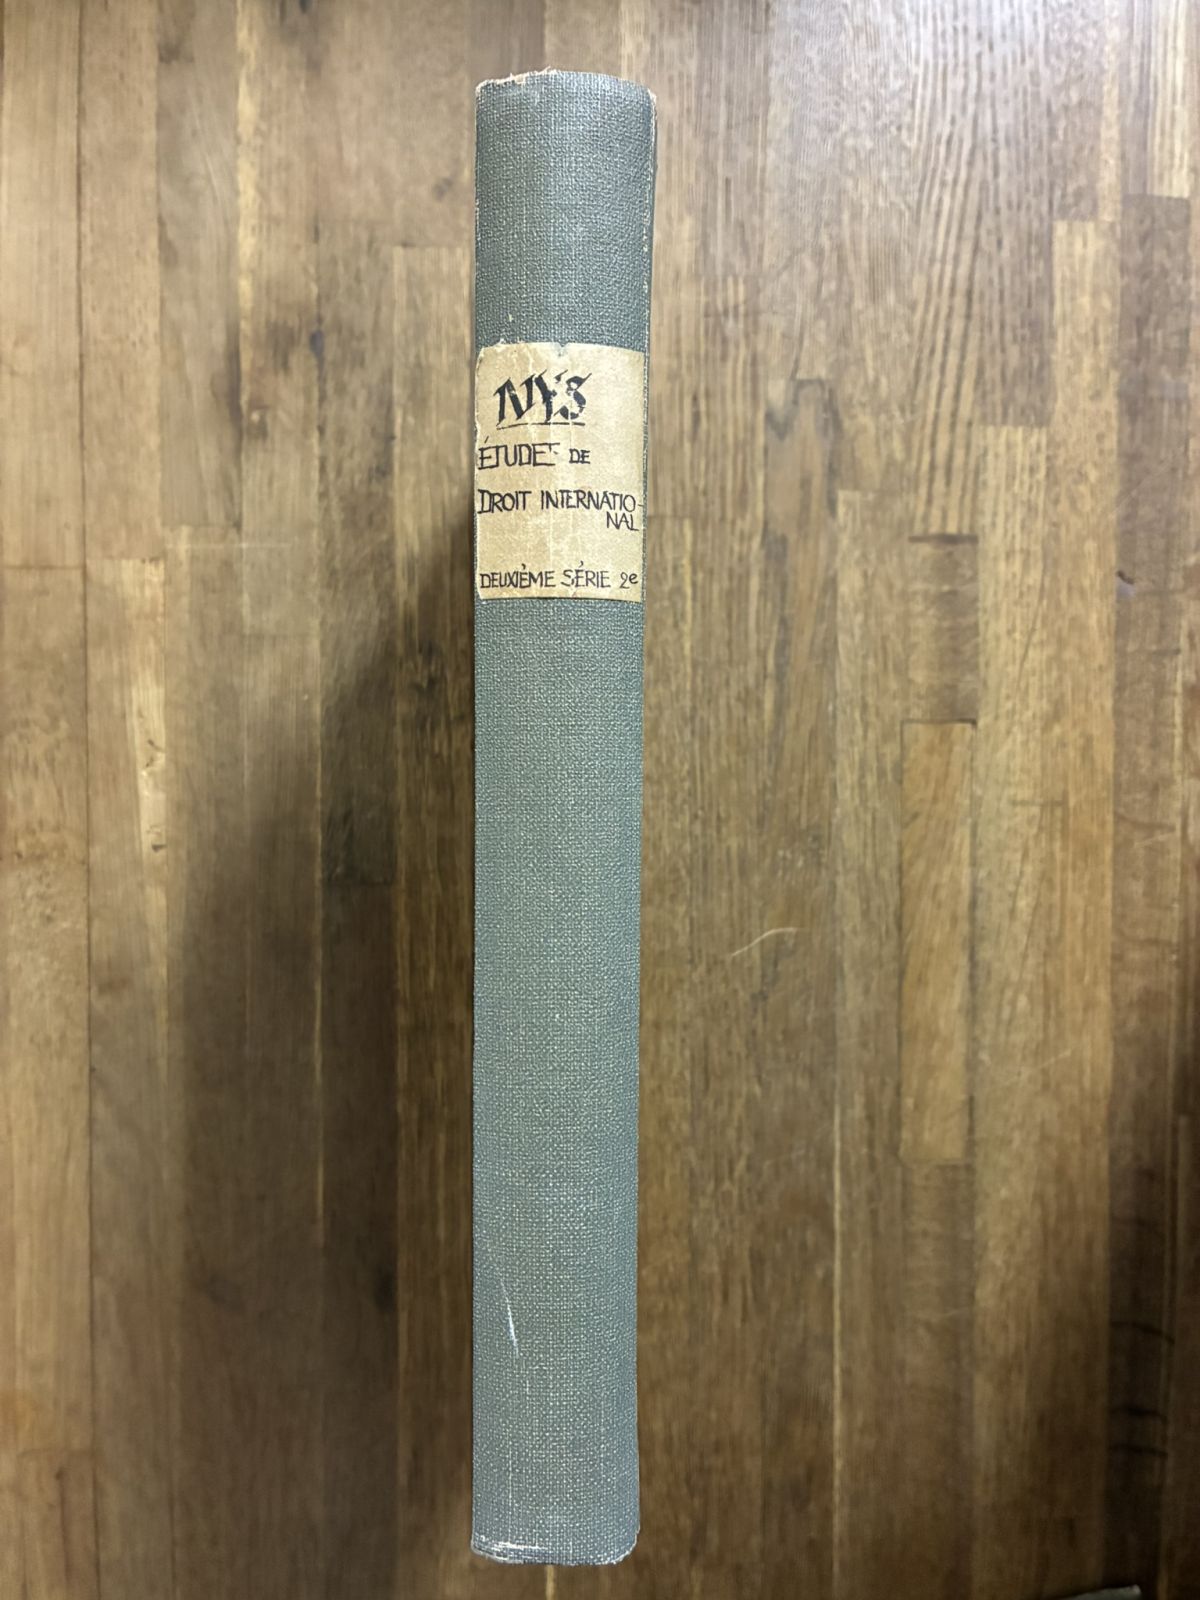 NYS
ÉTUDES DE
DROIT INTERNATIO-
NAL
DEUXIÈME SÉRIE 2e